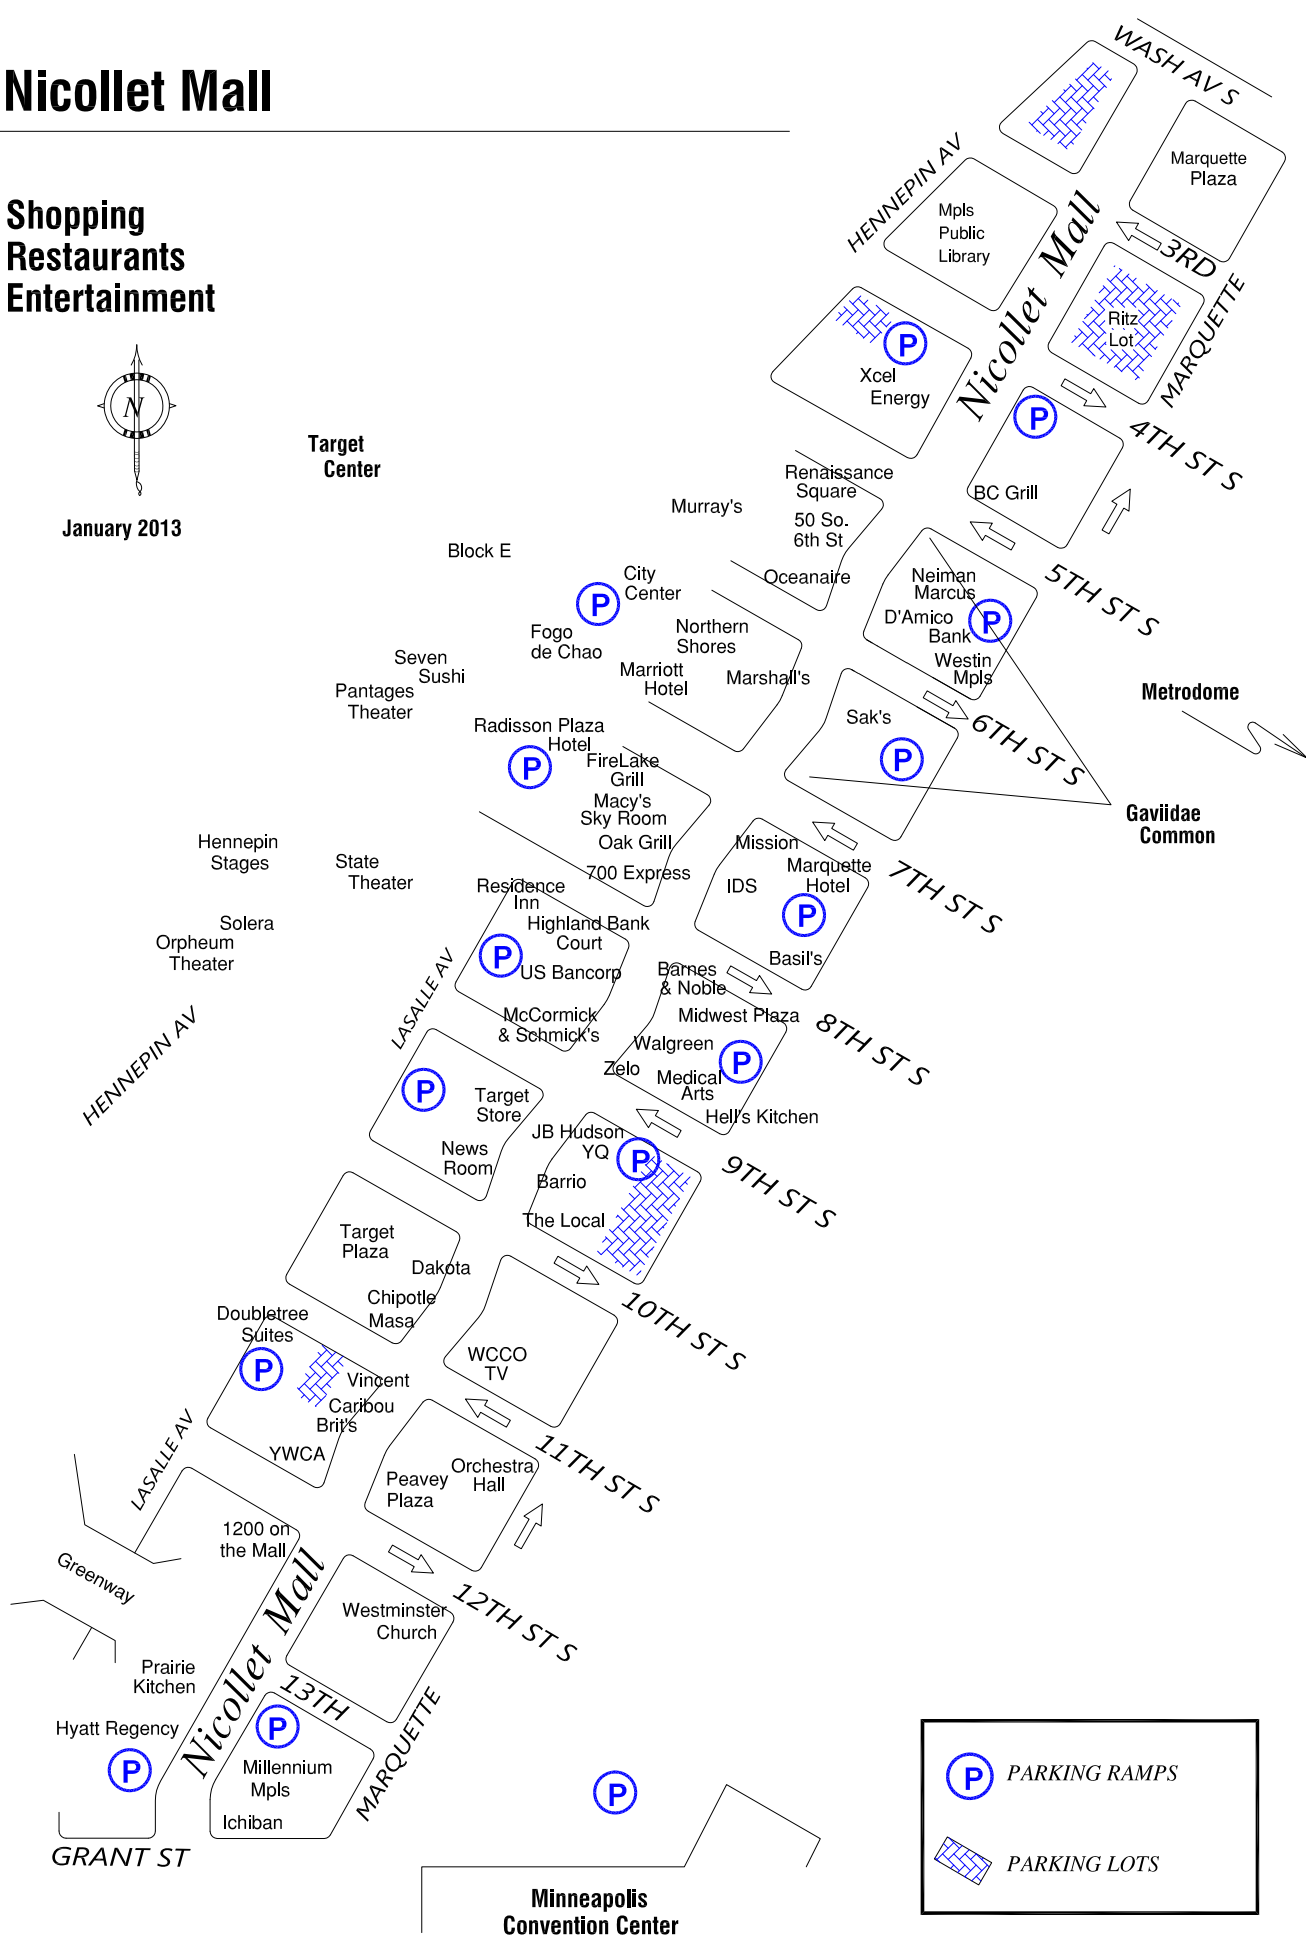 Nicollet Mall
Shopping
Restaurants
Entertainment
N
January 2013
WASH AV S
Marquette
Plaza
HENNEPIN AV
Mpls
Public
Library
Nicollet Mall
3RD
Ritz
Lot
MARQUETTE
P
Xcel
Energy
P
4TH ST S
BC Grill
Target
Center
Renaissance
Square
50 So.
6th St
Oceanaire
Murray's
Block E
5TH ST S
Neiman
Marcus
D'Amico
Bank
P
Westin
Mpls
City
Center
P
Fogo
de Chao
Northern
Shores
Marriott
Hotel
Marshall's
Seven
Sushi
Pantages
Theater
Metrodome
6TH ST S
Sak's
P
Gaviidae
Common
Radisson Plaza
Hotel
P
FireLake
Grill
Macy's
Sky Room
Oak Grill
700 Express
Mission
Marquette
Hotel
IDS
P
Basil's
7TH ST S
Hennepin
Stages
State
Theater
Solera
Orpheum
Theater
Residence
Inn
Highland Bank
Court
P
US Bancorp
McCormick
& Schmick's
LASALLE AV
Barnes
& Noble
Midwest Plaza
Walgreen
P
Zelo
Medical
Arts
Hell's Kitchen
8TH ST S
HENNEPIN AV
P
Target
Store
News
Room
JB Hudson
YQ
P
Barrio
The Local
9TH ST S
Target
Plaza
Dakota
Chipotle
Masa
10TH ST S
Doubletree
Suites
P
Vincent
Caribou
Brit's
YWCA
WCCO
TV
11TH ST S
LASALLE AV
Orchestra
Hall
Peavey
Plaza
1200 on
the Mall
Greenway
12TH ST S
Nicollet Mall
Westminster
Church
Prairie
Kitchen
13TH
MARQUETTE
Hyatt Regency
P
P
Millennium
Mpls
Ichiban
GRANT ST
P
Minneapolis
Convention Center
P PARKING RAMPS
PARKING LOTS